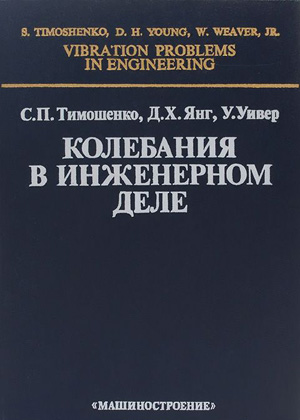 S. TIMOSHENKO, D. H. YOUNG, W. WEAVER, JR.
VIBRATION PROBLEMS
IN ENGINEERING
С.П. Тимошенко, Д.Х. Янг, У. Уивер
КОЛЕБАНИЯ
В ИНЖЕНЕРНОМ
ДЕЛЕ
«МАШИНОСТРОЕНИЕ»